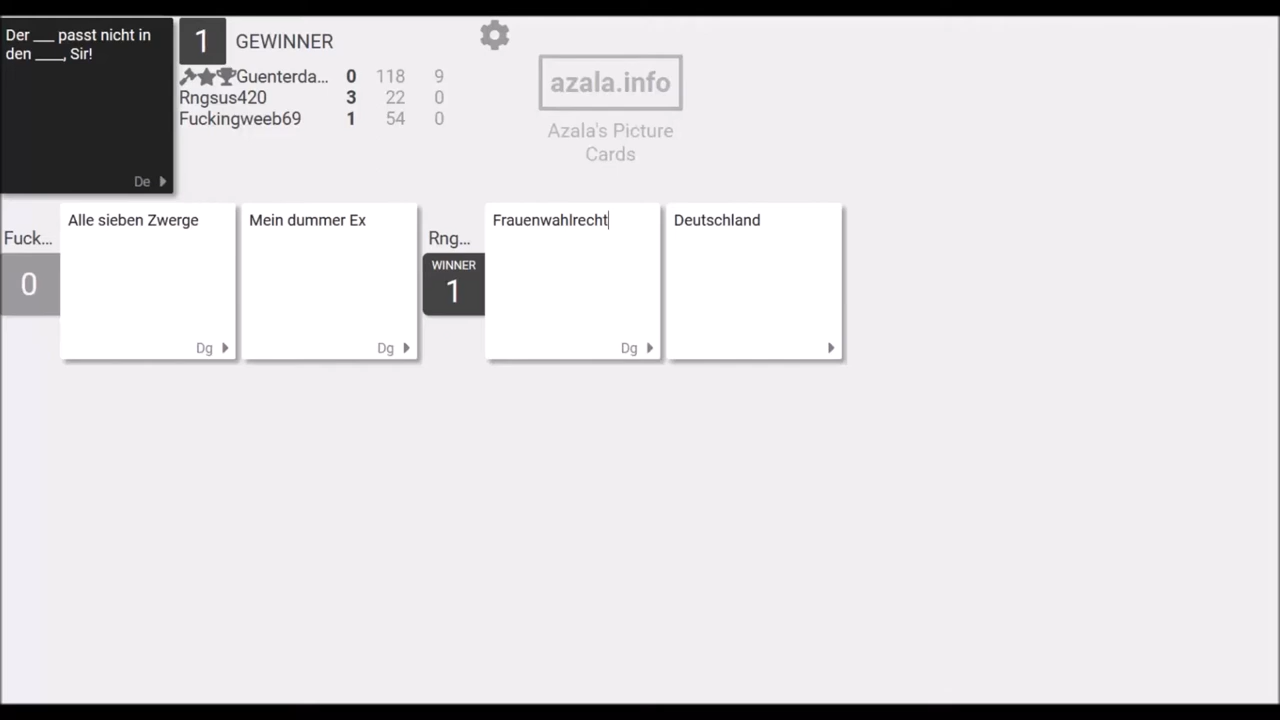 Der ___ passt nicht in
den ____, Sir!
De
1 GEWINNER
Guenterda... 0 118 9
Rngsus420 3 22 0
Fuckingweeb69 1 54 0
azala.info
Azala's Picture
Cards
Fuck...
0
Alle sieben Zwerge
Dg
Mein dummer Ex
Dg
Rng...
WINNER
1
Frauenwahlrecht
Dg
Deutschland